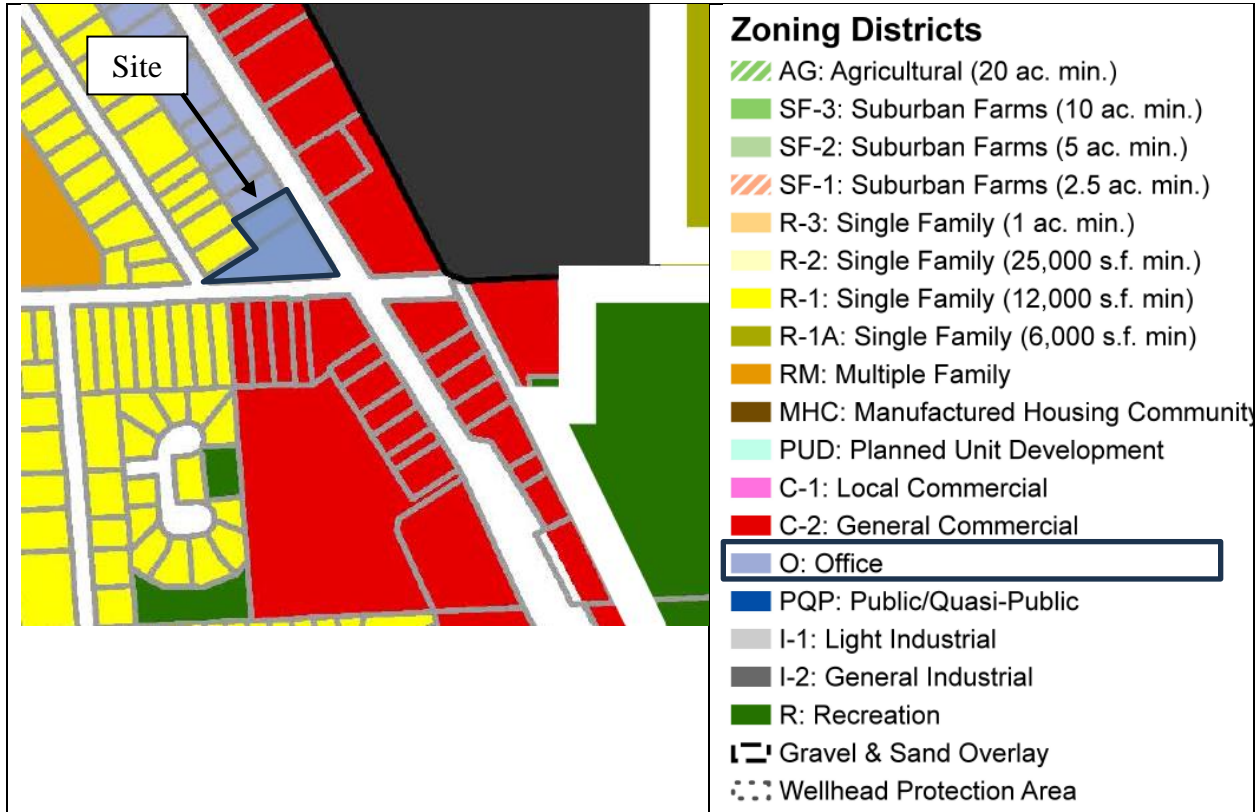 Site
Zoning Districts
AG: Agricultural (20 ac. min.)
SF-3: Suburban Farms (10 ac. min.)
SF-2: Suburban Farms (5 ac. min.)
SF-1: Suburban Farms (2.5 ac. min.)
R-3: Single Family (1 ac. min.)
R-2: Single Family (25,000 s.f. min.)
R-1: Single Family (12,000 s.f. min)
R-1A: Single Family (6,000 s.f. min)
RM: Multiple Family
MHC: Manufactured Housing Community
PUD: Planned Unit Development
C-1: Local Commercial
C-2: General Commercial
O: Office
PQP: Public/Quasi-Public
I-1: Light Industrial
I-2: General Industrial
R: Recreation
Gravel & Sand Overlay
Wellhead Protection Area